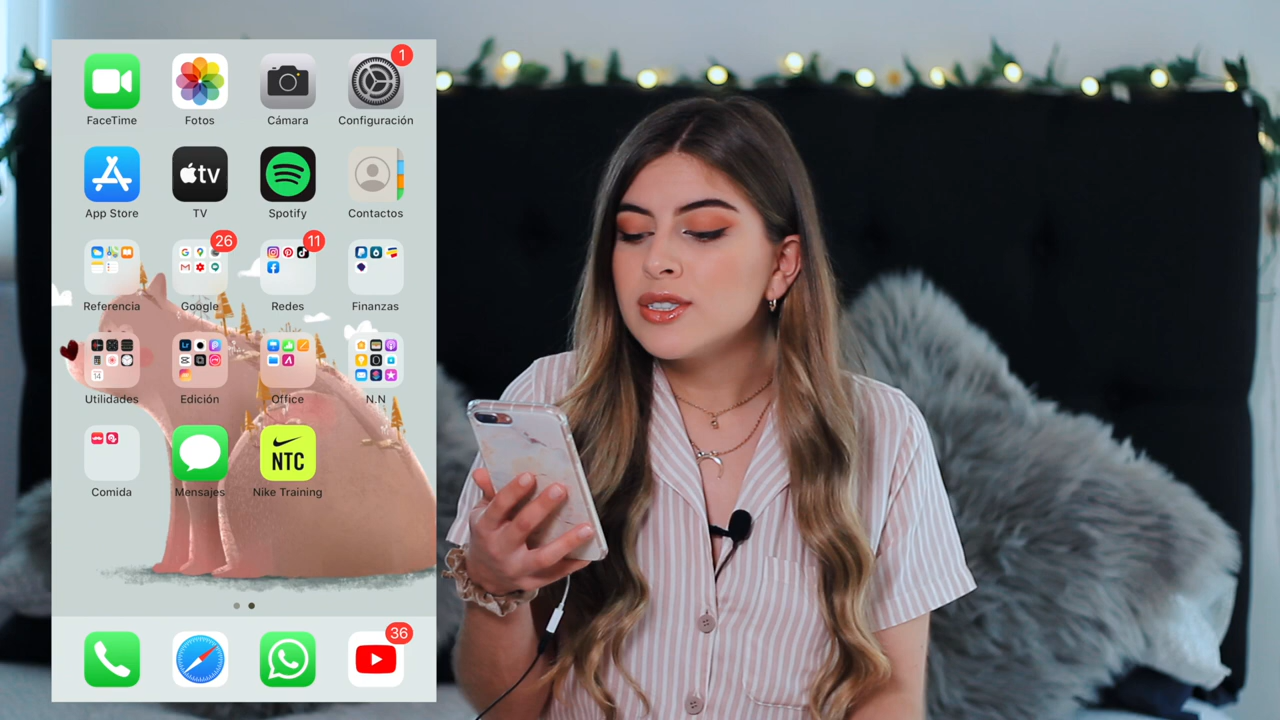 1
FaceTime
Fotos
Cámara
Configuración
tv
App Store
TV
Spotify
Contactos
26
11
Referencia
Google
Redes
Finanzas
Utilidades
Edición
Office
N.N
NTC
Comida
Mensajes
Nike Training
36